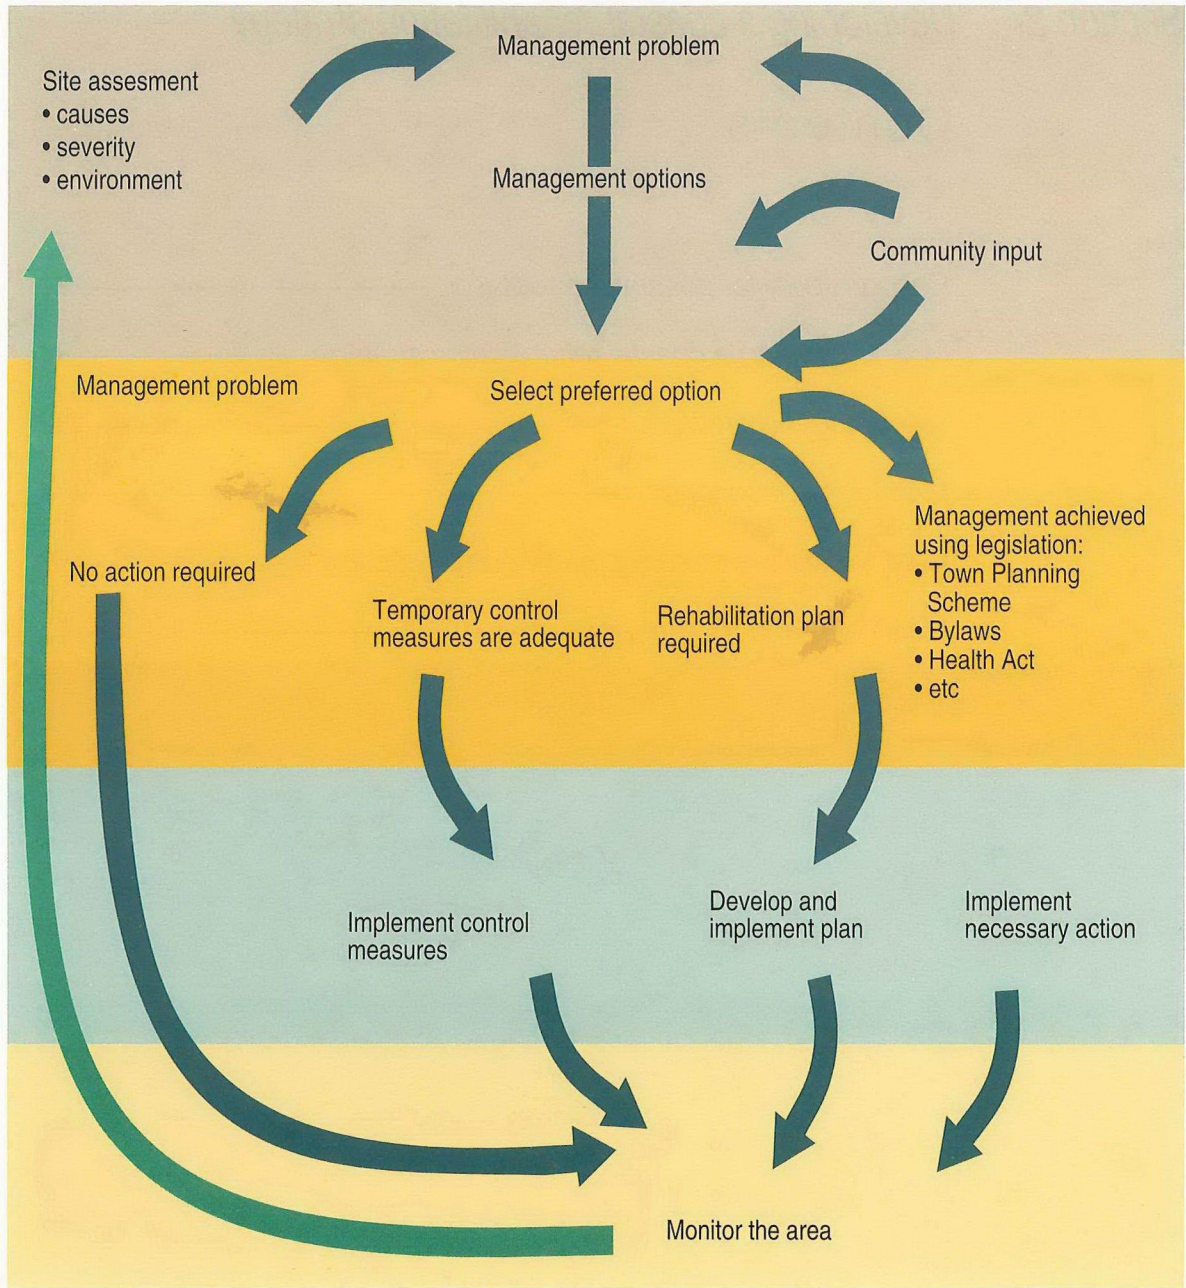 Management problem
Site assesment
• causes
• severity
• environment
Management options
Community input
Management problem
Select preferred option
No action required
Temporary control
measures are adequate
Rehabilitation plan
required
Management achieved
using legislation:
• Town Planning
Scheme
• Bylaws
• Health Act
• etc
Implement control
measures
Develop and
implement plan
Implement
necessary action
Monitor the area